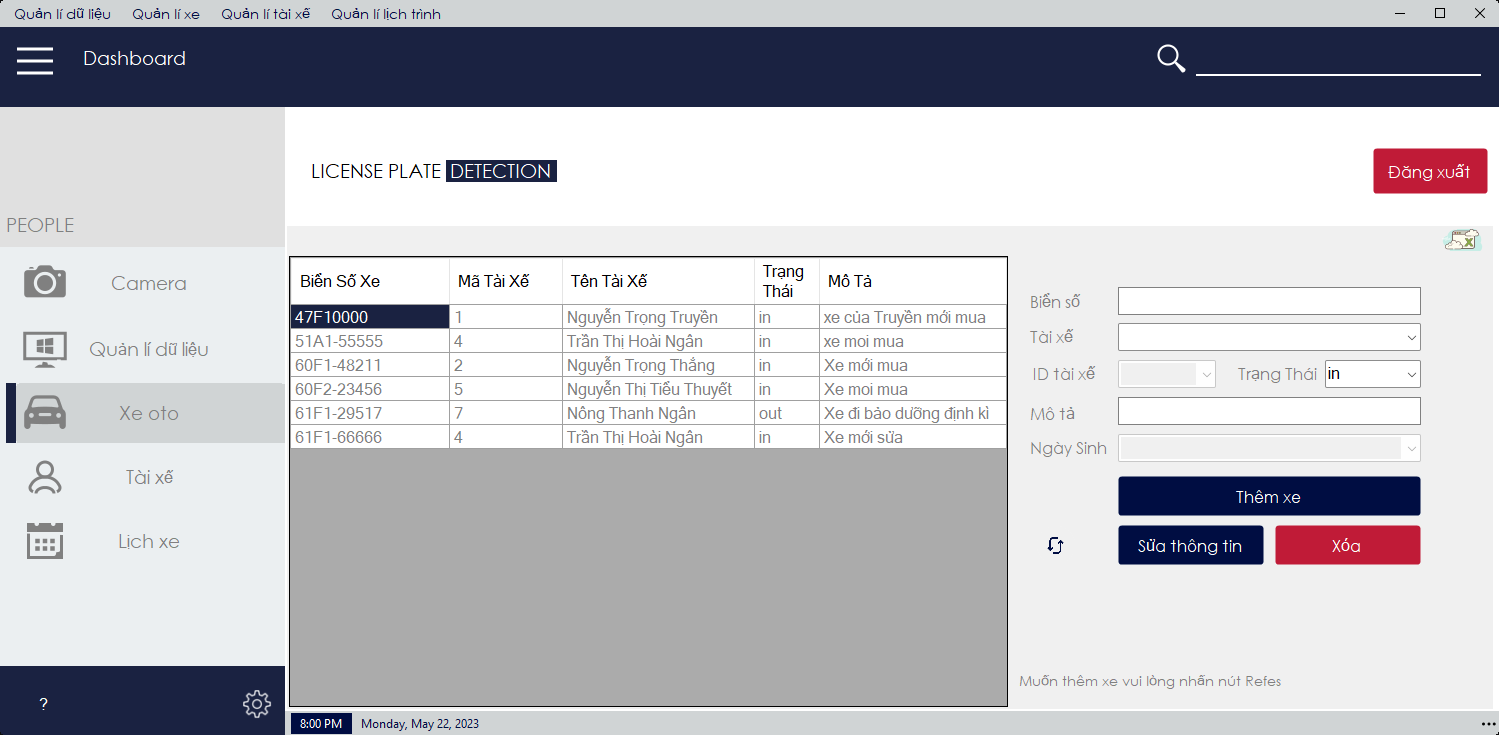 Quản lí dữ liệu Quản lí xe Quản lí tài xế Quản lí lịch trình
Dashboard
LICENSE PLATE DETECTION
Đăng xuất
PEOPLE
Camera
Quản lí dữ liệu
Xe oto
Tài xế
Lịch xe
?
Biển Số Xe Mã Tài Xế Tên Tài Xế Trạng Thái Mô Tả
47F10000 1 Nguyễn Trọng Truyền in xe của Truyền mới mua
51A1-55555 4 Trần Thị Hoài Ngân in xe moi mua
60F1-48211 2 Nguyễn Trọng Thắng in Xe mới mua
60F2-23456 5 Nguyễn Thị Tiểu Thuyết in Xe moi mua
61F1-29517 7 Nông Thanh Ngân out Xe đi bảo dưỡng định kì
61F1-66666 4 Trần Thị Hoài Ngân in Xe mới sửa
Biển số
Tài xế
ID tài xế Trạng Thái in
Mô tả
Ngày Sinh
Thêm xe
Sửa thông tin Xóa
Muốn thêm xe vui lòng nhấn nút Refes
8:00 PM Monday, May 22, 2023